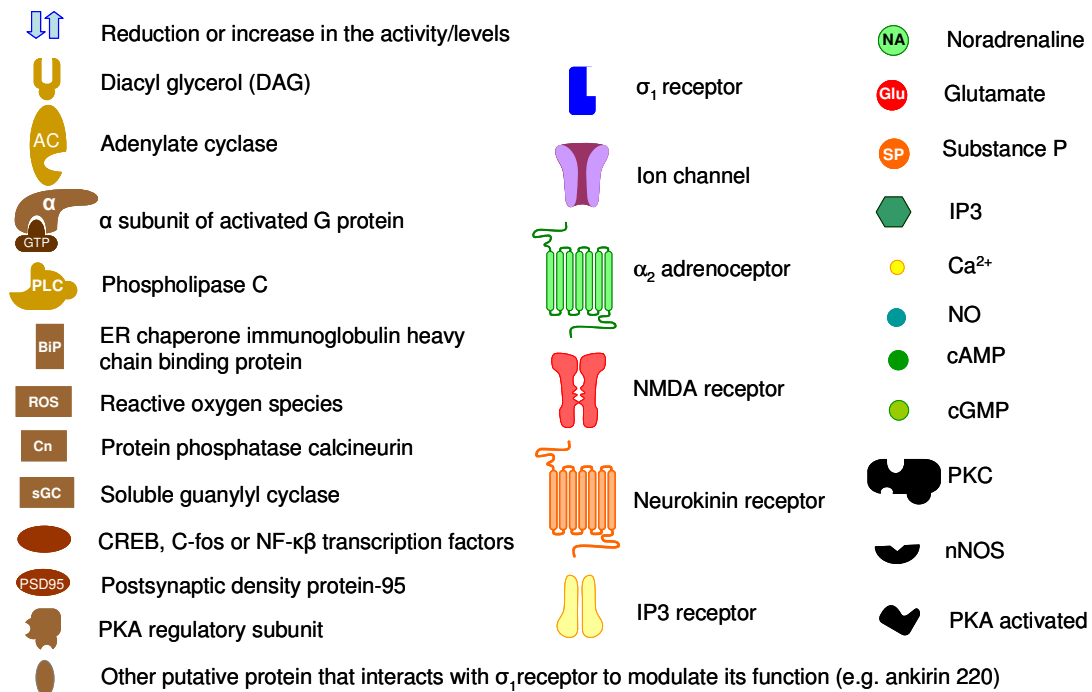 Reduction or increase in the activity/levels
Diacyl glycerol (DAG)
AC
Adenylate cyclase
α
GTP
α subunit of activated G protein
PLC
Phospholipase C
BiP
ER chaperone immunoglobulin heavy
chain binding protein
ROS
Reactive oxygen species
Cn
Protein phosphatase calcineurin
sGC
Soluble guanylyl cyclase
CREB, C-fos or NF-κβ transcription factors
PSD95
Postsynaptic density protein-95
PKA regulatory subunit
Other putative protein that interacts with σ₁receptor to modulate its function (e.g. ankirin 220)
σ₁ receptor
Ion channel
α₂ adrenoceptor
NMDA receptor
Neurokinin receptor
IP3 receptor
NA
Noradrenaline
Glu
Glutamate
SP
Substance P
IP3
Ca²⁺
NO
cAMP
cGMP
PKC
nNOS
PKA activated